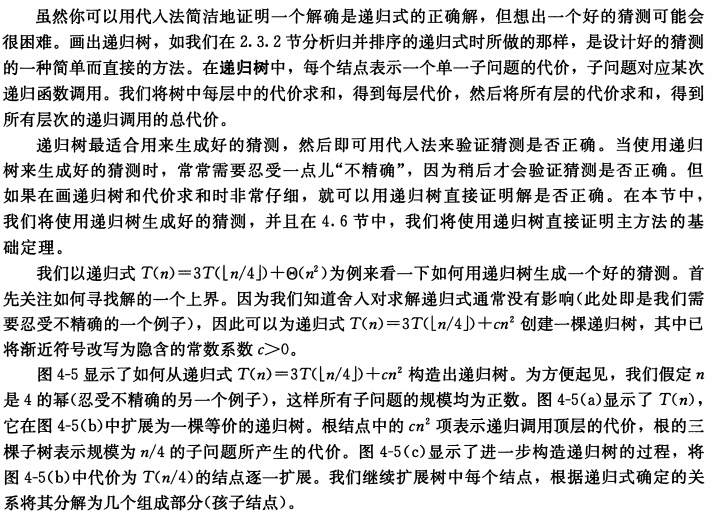 虽然你可以用代入法简洁地证明一个解确是递归式的正确解，但想出一个好的猜测可能会
很困难。画出递归树，如我们在 2.3.2 节分析归并排序的递归式时所做的那样，是设计好的猜测
的一种简单而直接的方法。在递归树中，每个结点表示一个单一子问题的代价，子问题对应某次
递归函数调用。我们将树中每层中的代价求和，得到每层代价，然后将所有层的代价求和，得到
所有层次的递归调用的总代价。
递归树最适合用来生成好的猜测，然后即可用代入法来验证猜测是否正确。当使用递归
树来生成好的猜测时，常常需要忍受一点儿“不精确”，因为稍后才会验证猜测是否正确。但
如果在画递归树和代价求和时非常仔细，就可以用递归树直接证明解是否正确。在本节中，
我们将使用递归树生成好的猜测，并且在 4.6 节中，我们将使用递归树直接证明主方法的基
础定理。
我们以递归式 T(n)=3T(⌊n/4⌋)+Θ(n²)为例来看一下如何用递归树生成一个好的猜测。首
先关注如何寻找解的一个上界。因为我们知道舍入对求解递归式通常没有影响(此处即是我们需
要忍受不精确的一个例子)，因此可以为递归式 T(n)=3T(⌊n/4⌋)+cn² 创建一棵递归树，其中已
将渐近符号改写为隐含的常数系数 c>0。
图 4-5 显示了如何从递归式 T(n)=3T(⌊n/4⌋)+cn² 构造出递归树。为方便起见，我们假定 n
是 4 的幂(忍受不精确的另一个例子)，这样所有子问题的规模均为正数。图 4-5(a)显示了 T(n)，
它在图 4-5(b)中扩展为一棵等价的递归树。根结点中的 cn² 项表示递归调用顶层的代价，根的三
棵子树表示规模为 n/4 的子问题所产生的代价。图 4-5(c)显示了进一步构造递归树的过程，将
图 4-5(b)中代价为 T(n/4)的结点逐一扩展。我们继续扩展树中每个结点，根据递归式确定的关
系将其分解为几个组成部分(孩子结点)。